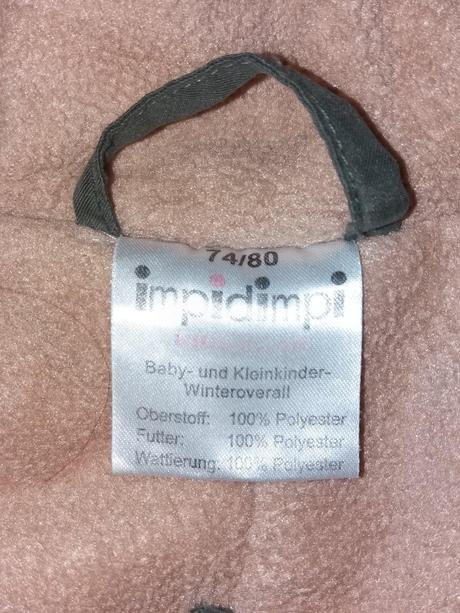 74/80
impidimpi
Baby- und Kleinkinder-
Winteroverall
Oberstoff: 100% Polyester
Futter: 100% Polyester
Wattierung: 100% Polyester